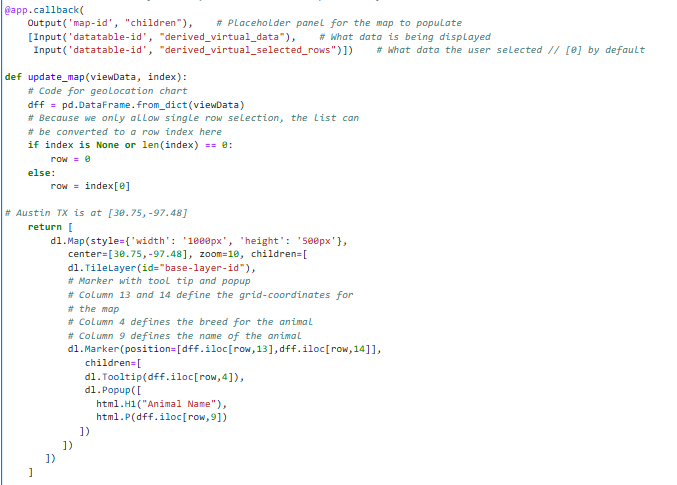 @app.callback(
    Output('map-id', "children"),    # Placeholder panel for the map to populate
    [Input('datatable-id', "derived_virtual_data"),    # What data is being displayed
     Input('datatable-id', "derived_virtual_selected_rows")])    # What data the user selected // [0] by default

def update_map(viewData, index):
    # Code for geolocation chart
    dff = pd.DataFrame.from_dict(viewData)
    # Because we only allow single row selection, the list can
    # be converted to a row index here
    if index is None or len(index) == 0:
        row = 0
    else:
        row = index[0]

# Austin TX is at [30.75,-97.48]
    return [
        dl.Map(style={'width': '1000px', 'height': '500px'},
           center=[30.75,-97.48], zoom=10, children=[
           dl.TileLayer(id="base-layer-id"),
           # Marker with tool tip and popup
           # Column 13 and 14 define the grid-coordinates for
           # the map
           # Column 4 defines the breed for the animal
           # Column 9 defines the name of the animal
           dl.Marker(position=[dff.iloc[row,13],dff.iloc[row,14]],
              children=[
              dl.Tooltip(dff.iloc[row,4]),
              dl.Popup([
                html.H1("Animal Name"),
                html.P(dff.iloc[row,9])
             ])
          ])
       ])
    ]